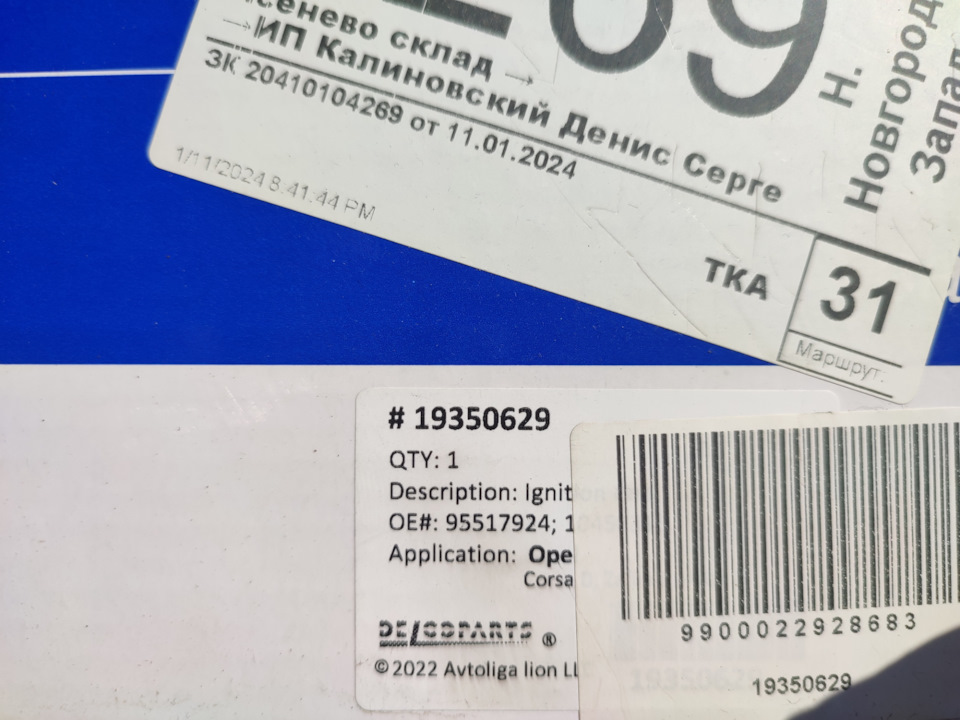 69
сенево склад →
→ИП Калиновский Денис Серге
ЗК 20410104269 от 11.01.2024
1/11/2024 8:41:44 PM
Н.
Новгород
Запад
ТКА
31
Маршрут:
# 19350629
QTY: 1
Description: Ignit
OE#: 95517924; 1
Application: Ope
Corsa
DELCOPARTS ®
©2022 Avtoliga lion LL
9900022928683
19350629